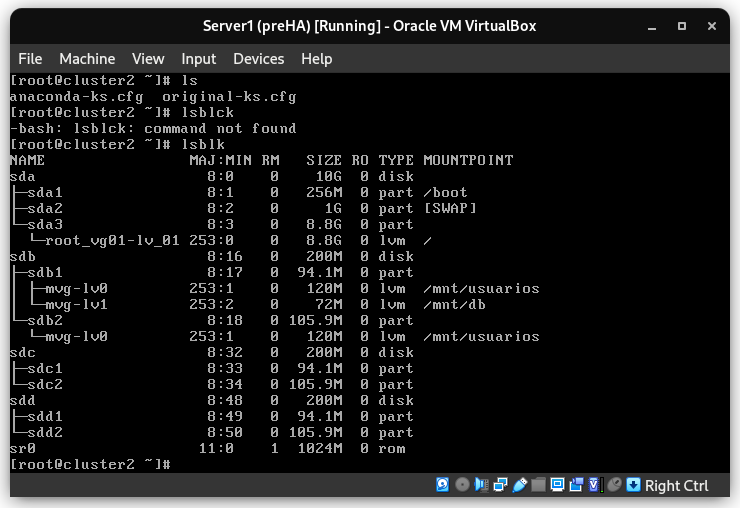 Server1 (preHA) [Running] - Oracle VM VirtualBox
File Machine View Input Devices Help
[root@cluster2 ~]# ls
anaconda-ks.cfg  original-ks.cfg
[root@cluster2 ~]# lsblck
-bash: lsblck: command not found
[root@cluster2 ~]# lsblk
NAME                 MAJ:MIN RM   SIZE RO TYPE MOUNTPOINT
sda                    8:0    0    10G  0 disk
├─sda1                 8:1    0   256M  0 part /boot
├─sda2                 8:2    0     1G  0 part [SWAP]
└─sda3                 8:3    0   8.8G  0 part
  └─root_vg01-lv_01  253:0    0   8.8G  0 lvm  /
sdb                    8:16   0   200M  0 disk
├─sdb1                 8:17   0  94.1M  0 part
│ ├─mvg-lv0          253:1    0   120M  0 lvm  /mnt/usuarios
│ └─mvg-lv1          253:2    0    72M  0 lvm  /mnt/db
└─sdb2                 8:18   0 105.9M  0 part
  └─mvg-lv0          253:1    0   120M  0 lvm  /mnt/usuarios
sdc                    8:32   0   200M  0 disk
├─sdc1                 8:33   0  94.1M  0 part
└─sdc2                 8:34   0 105.9M  0 part
sdd                    8:48   0   200M  0 disk
├─sdd1                 8:49   0  94.1M  0 part
└─sdd2                 8:50   0 105.9M  0 part
sr0                   11:0    1  1024M  0 rom
[root@cluster2 ~]#
Right Ctrl